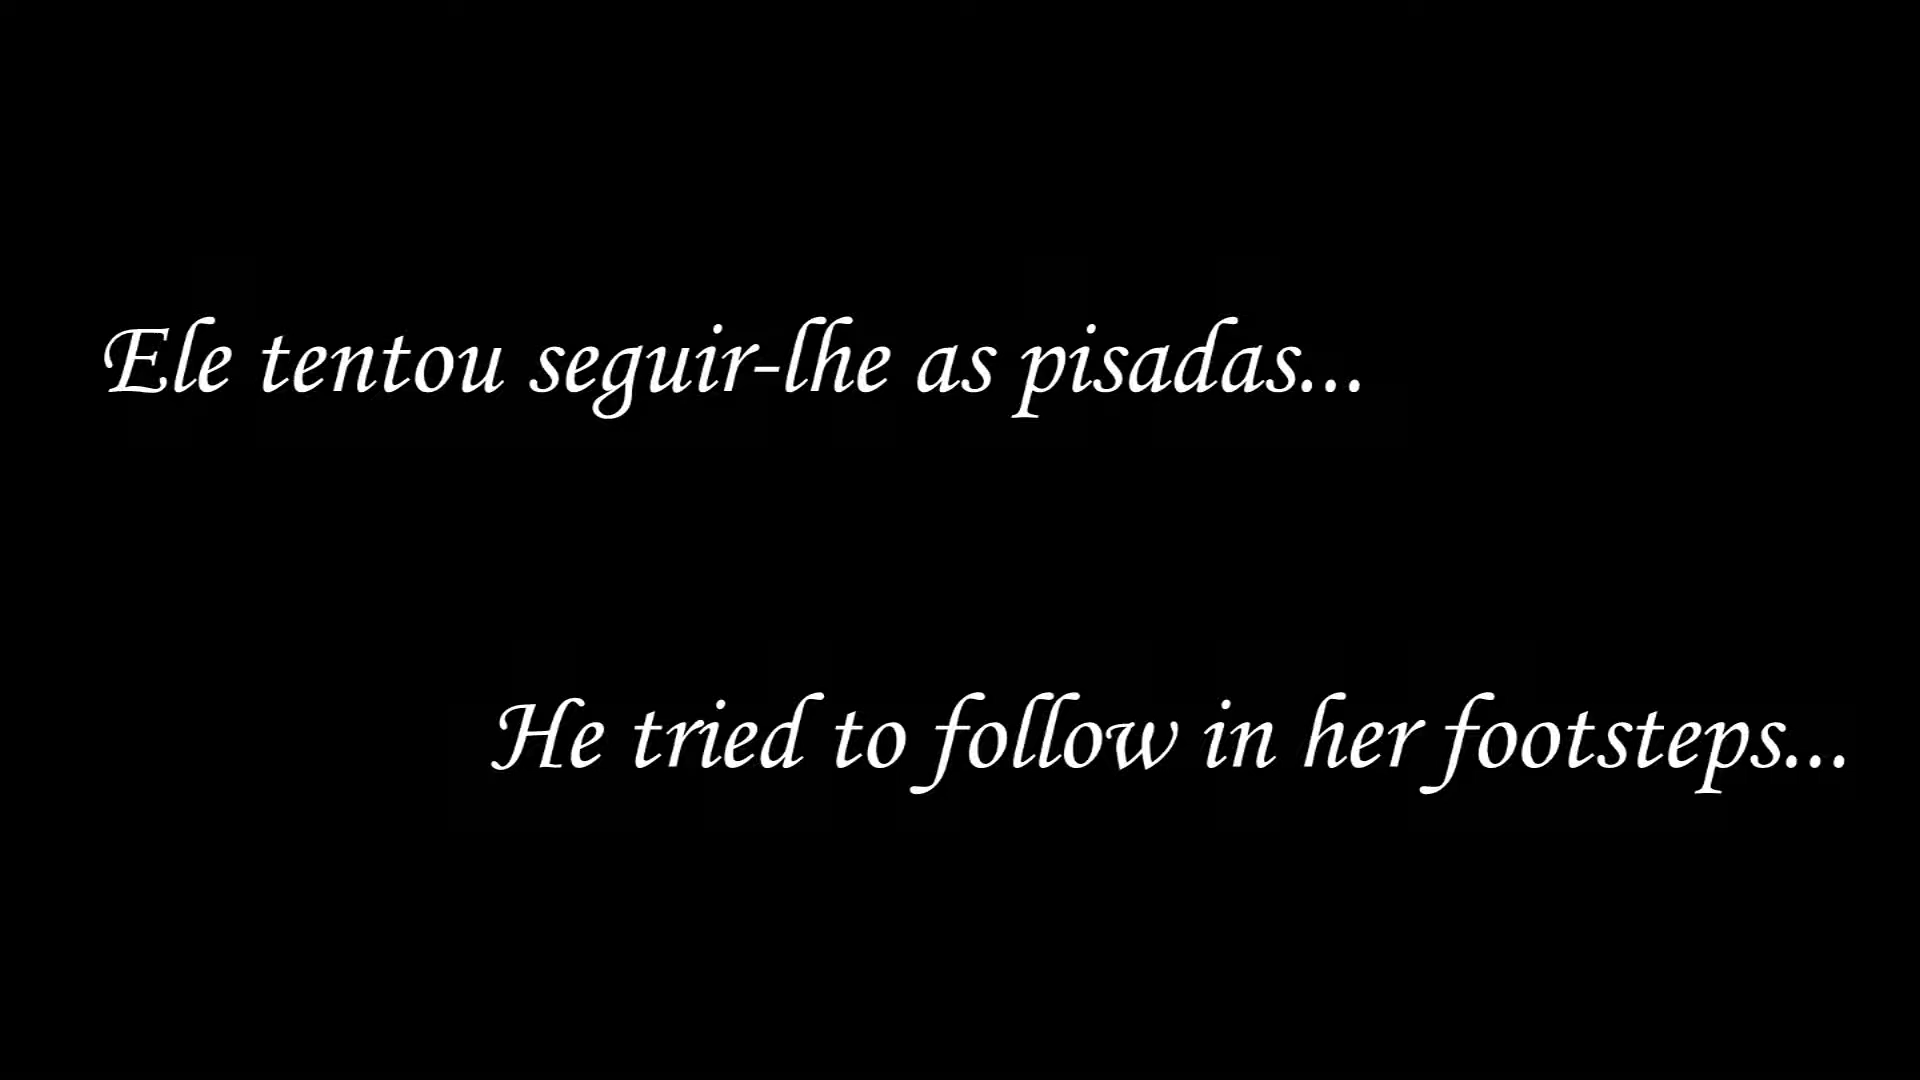 Ele tentou seguir-lhe as pisadas...
He tried to follow in her footsteps...